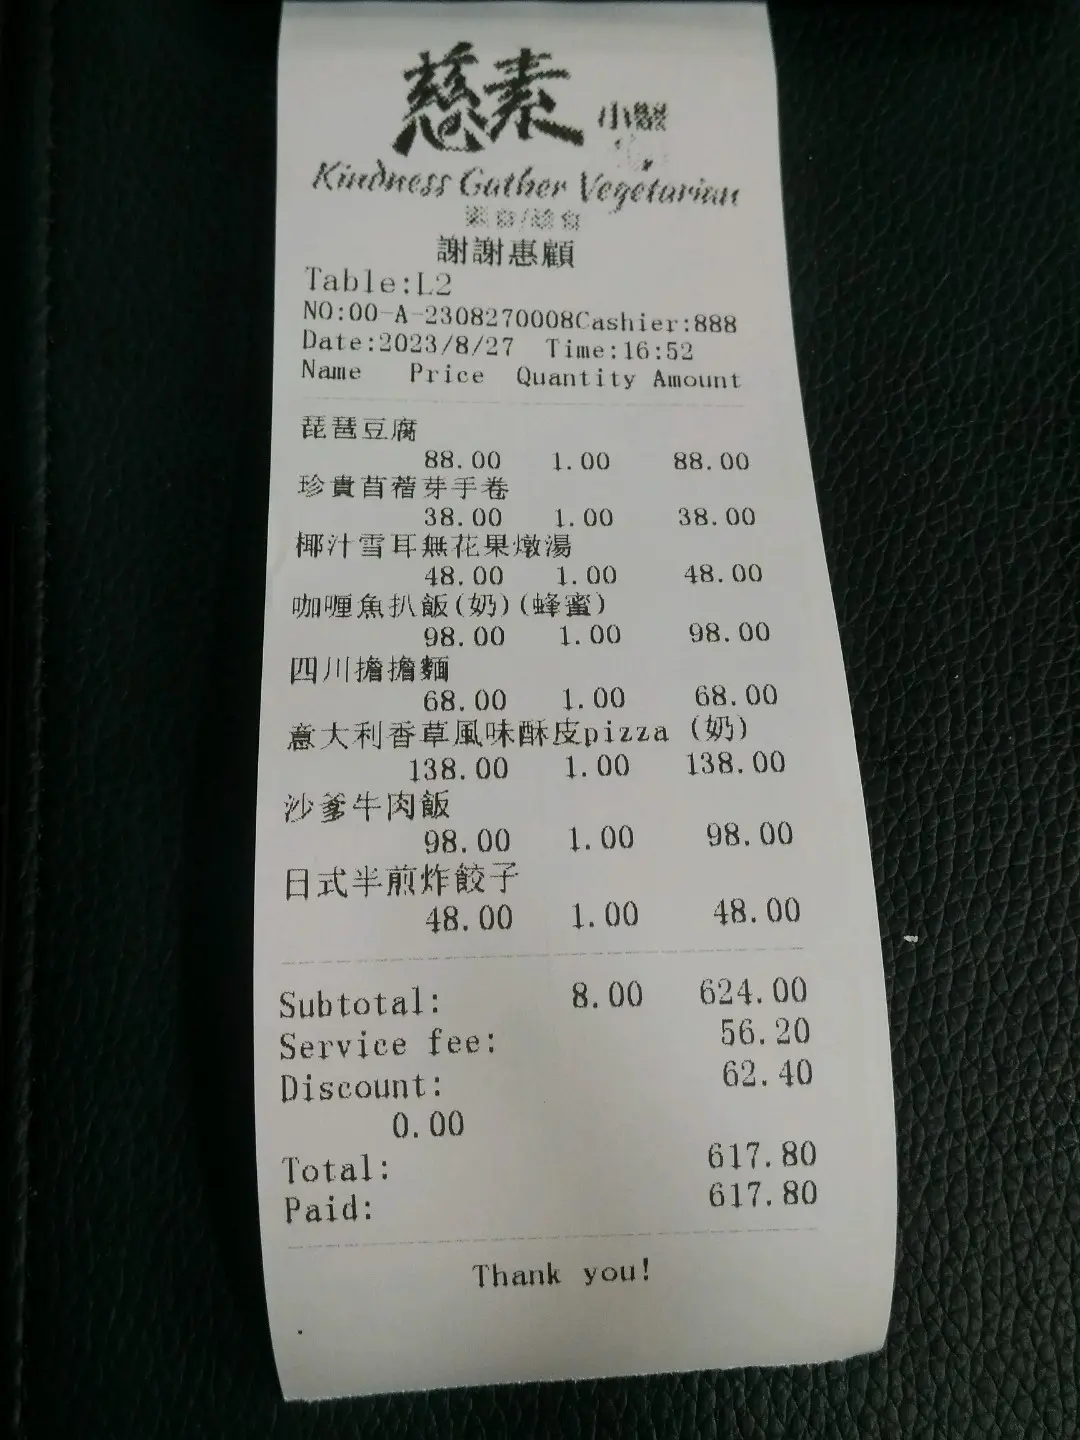 慈素 小聚
Kindness Gather Vegetarian
謝謝惠顧
Table:L2
NO:00-A-2308270008Cashier:888
Date:2023/8/27 Time:16:52
Name Price Quantity Amount
琵琶豆腐
88.00 1.00 88.00
珍貴苜蓿芽手卷
38.00 1.00 38.00
椰汁雪耳無花果燉湯
48.00 1.00 48.00
咖喱魚扒飯(奶)(蜂蜜)
98.00 1.00 98.00
四川擔擔麵
68.00 1.00 68.00
意大利香草風味酥皮pizza (奶)
138.00 1.00 138.00
沙爹牛肉飯
98.00 1.00 98.00
日式半煎炸餃子
48.00 1.00 48.00
Subtotal: 8.00 624.00
Service fee: 56.20
Discount: 62.40
0.00
Total: 617.80
Paid: 617.80
Thank you!